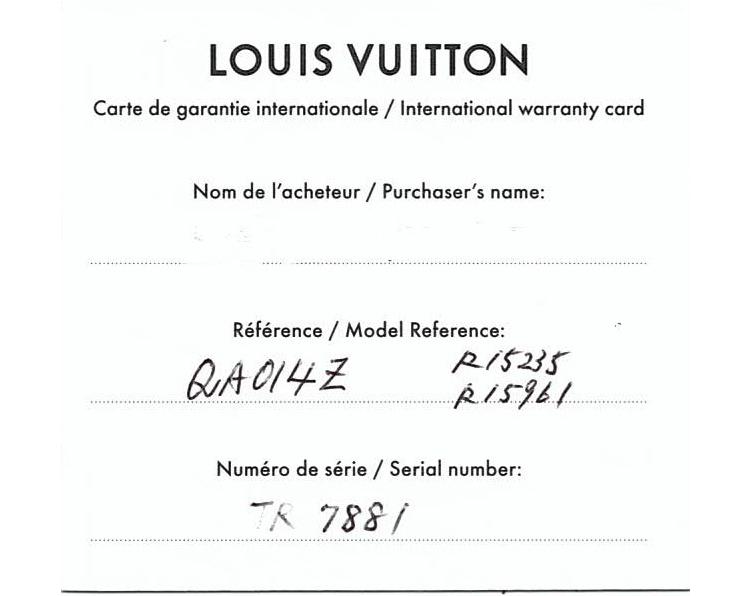 LOUIS VUITTON
Carte de garantie internationale / International warranty card
Nom de l'acheteur / Purchaser's name:
Référence / Model Reference:
QA014Z R15235
R15961
Numéro de série / Serial number:
TR 7881